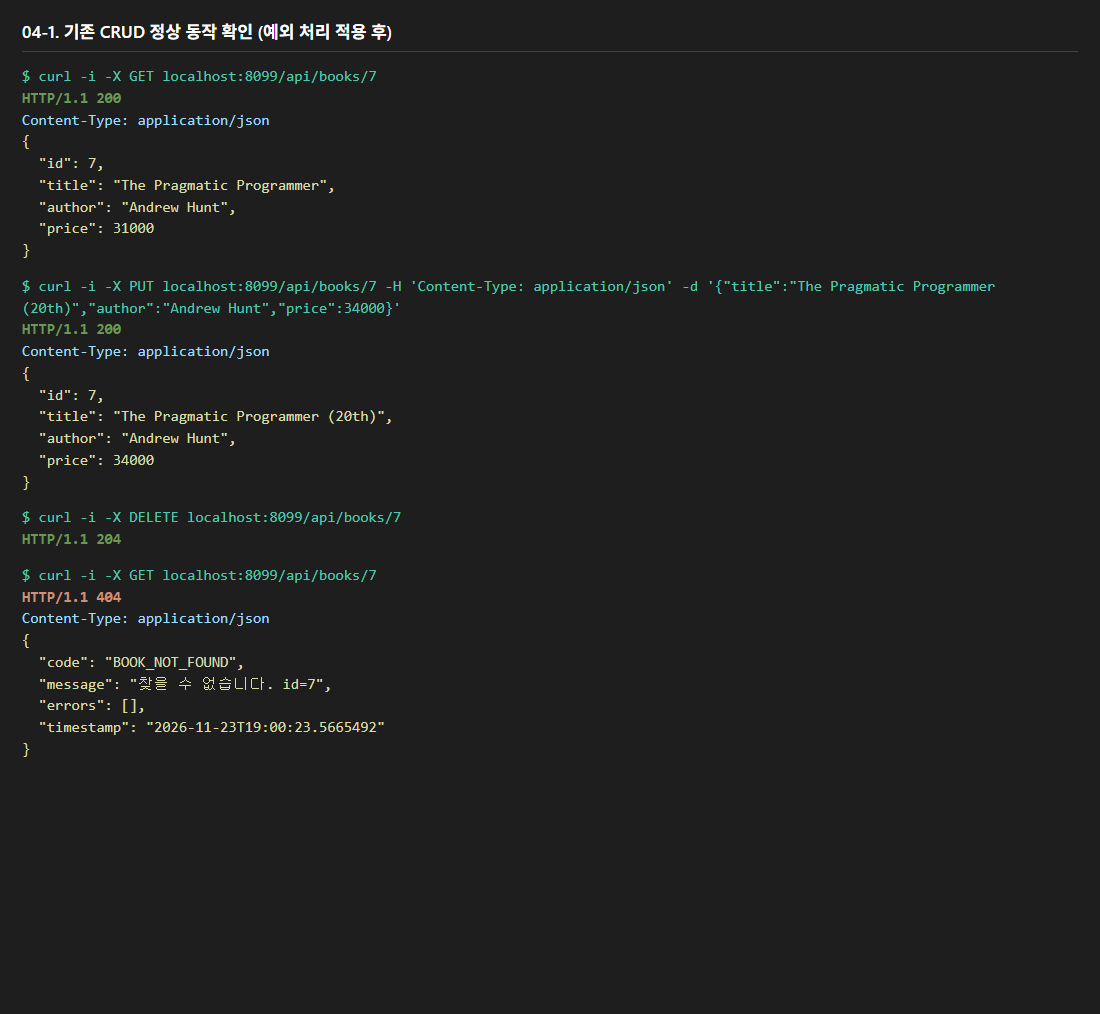 04-1. 기존 CRUD 정상 동작 확인 (예외 처리 적용 후)
$ curl -i -X GET localhost:8099/api/books/7
HTTP/1.1 200
Content-Type: application/json
{
  "id": 7,
  "title": "The Pragmatic Programmer",
  "author": "Andrew Hunt",
  "price": 31000
}
$ curl -i -X PUT localhost:8099/api/books/7 -H 'Content-Type: application/json' -d '{"title":"The Pragmatic Programmer
(20th)","author":"Andrew Hunt","price":34000}'
HTTP/1.1 200
Content-Type: application/json
{
  "id": 7,
  "title": "The Pragmatic Programmer (20th)",
  "author": "Andrew Hunt",
  "price": 34000
}
$ curl -i -X DELETE localhost:8099/api/books/7
HTTP/1.1 204
$ curl -i -X GET localhost:8099/api/books/7
HTTP/1.1 404
Content-Type: application/json
{
  "code": "BOOK_NOT_FOUND",
  "message": "찾을 수 없습니다. id=7",
  "errors": [],
  "timestamp": "2026-11-23T19:00:23.5665492"
}